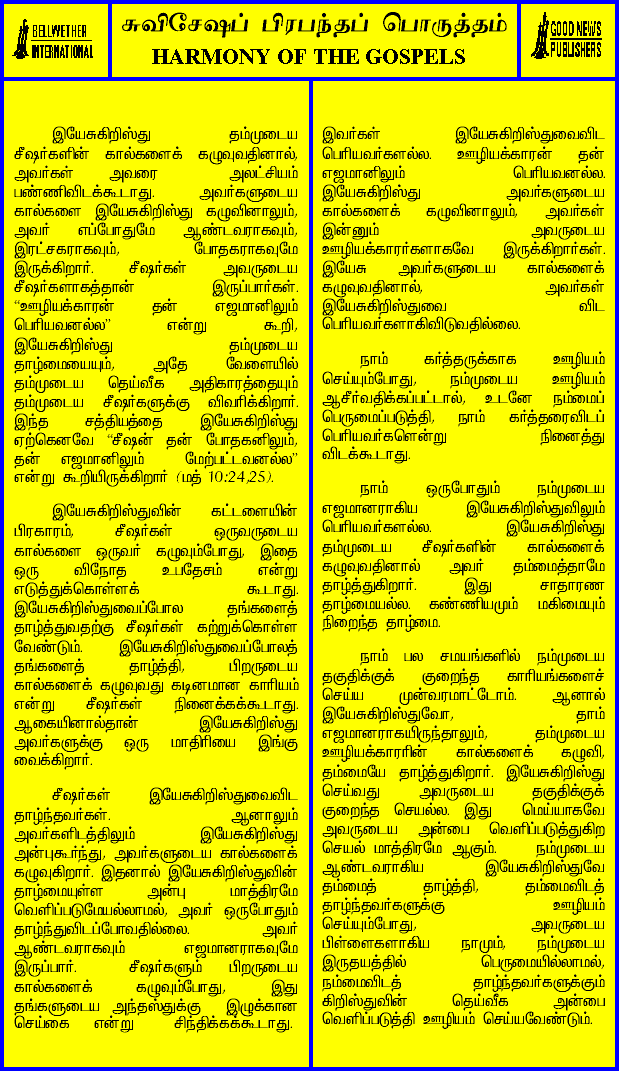 BELLWETHER
INTERNATIONAL
சுவிசேஷப் பிரபந்தப் பொருத்தம்
HARMONY OF THE GOSPELS
GOOD NEWS
PUBLISHERS
இயேசுகிறிஸ்து தம்முடைய
சீஷர்களின் கால்களைக் கழுவுவதினால்,
அவர்கள் அவரை அலட்சியம்
பண்ணிவிடக்கூடாது. அவர்களுடைய
கால்களை இயேசுகிறிஸ்து கழுவினாலும்,
அவர் எப்போதுமே ஆண்டவராகவும்,
இரட்சகராகவும், போதகராகவுமே
இருக்கிறார். சீஷர்கள் அவருடைய
சீஷர்களாகத்தான் இருப்பார்கள்.
“ஊழியக்காரன் தன் எஜமானிலும்
பெரியவனல்ல” என்று கூறி,
இயேசுகிறிஸ்து தம்முடைய
தாழ்மையையும், அதே வேளையில்
தம்முடைய தெய்வீக அதிகாரத்தையும்
தம்முடைய சீஷர்களுக்கு விவரிக்கிறார்.
இந்த சத்தியத்தை இயேசுகிறிஸ்து
ஏற்கெனவே “சீஷன் தன் போதகனிலும்,
தன் எஜமானிலும் மேற்பட்டவனல்ல”
என்று கூறியிருக்கிறார் (மத் 10:24,25).
இயேசுகிறிஸ்துவின் கட்டளையின்
பிரகாரம், சீஷர்கள் ஒருவருடைய
கால்களை ஒருவர் கழுவும்போது, இதை
ஒரு விநோத உபதேசம் என்று
எடுத்துக்கொள்ளக் கூடாது.
இயேசுகிறிஸ்துவைப்போல தங்களைத்
தாழ்த்துவதற்கு சீஷர்கள் கற்றுக்கொள்ள
வேண்டும். இயேசுகிறிஸ்துவைப்போலத்
தங்களைத் தாழ்த்தி, பிறருடைய
கால்களைக் கழுவுவது கடினமான காரியம்
என்று சீஷர்கள் நினைக்கக்கூடாது.
ஆகையினால்தான் இயேசுகிறிஸ்து
அவர்களுக்கு ஒரு மாதிரியை இங்கு
வைக்கிறார்.
சீஷர்கள் இயேசுகிறிஸ்துவைவிட
தாழ்ந்தவர்கள். ஆனாலும்
அவர்களிடத்திலும் இயேசுகிறிஸ்து
அன்புகூர்ந்து, அவர்களுடைய கால்களைக்
கழுவுகிறார். இதனால் இயேசுகிறிஸ்துவின்
தாழ்மையுள்ள அன்பு மாத்திரமே
வெளிப்படுமேயல்லாமல், அவர் ஒருபோதும்
தாழ்ந்துவிடப்போவதில்லை. அவர்
ஆண்டவராகவும் எஜமானராகவுமே
இருப்பார். சீஷர்களும் பிறருடைய
கால்களைக் கழுவும்போது, இது
தங்களுடைய அந்தஸ்துக்கு இழுக்கான
செய்கை என்று சிந்திக்கக்கூடாது.
இவர்கள் இயேசுகிறிஸ்துவைவிட
பெரியவர்களல்ல. ஊழியக்காரன் தன்
எஜமானிலும் பெரியவனல்ல.
இயேசுகிறிஸ்து அவர்களுடைய
கால்களைக் கழுவினாலும், அவர்கள்
இன்னும் அவருடைய
ஊழியக்காரர்களாகவே இருக்கிறார்கள்.
இயேசு அவர்களுடைய கால்களைக்
கழுவுவதினால், அவர்கள்
இயேசுகிறிஸ்துவை விட
பெரியவர்களாகிவிடுவதில்லை.
நாம் கர்த்தருக்காக ஊழியம்
செய்யும்போது, நம்முடைய ஊழியம்
ஆசீர்வதிக்கப்பட்டால், உடனே நம்மைப்
பெருமைப்படுத்தி, நாம் கர்த்தரைவிடப்
பெரியவர்களென்று நினைத்து
விடக்கூடாது.
நாம் ஒருபோதும் நம்முடைய
எஜமானராகிய இயேசுகிறிஸ்துவிலும்
பெரியவர்களல்ல. இயேசுகிறிஸ்து
தம்முடைய சீஷர்களின் கால்களைக்
கழுவுவதினால் அவர் தம்மைத்தாமே
தாழ்த்துகிறார். இது சாதாரண
தாழ்மையல்ல. கண்ணியமும் மகிமையும்
நிறைந்த தாழ்மை.
நாம் பல சமயங்களில் நம்முடைய
தகுதிக்குக் குறைந்த காரியங்களைச்
செய்ய முன்வரமாட்டோம். ஆனால்
இயேசுகிறிஸ்துவோ, தாம்
எஜமானராகயிருந்தாலும், தம்முடைய
ஊழியக்காரரின் கால்களைக் கழுவி,
தம்மையே தாழ்த்துகிறார். இயேசுகிறிஸ்து
செய்வது அவருடைய தகுதிக்குக்
குறைந்த செயல்ல. இது மெய்யாகவே
அவருடைய அன்பை வெளிப்படுத்துகிற
செயல் மாத்திரமே ஆகும். நம்முடைய
ஆண்டவராகிய இயேசுகிறிஸ்துவே
தம்மைத் தாழ்த்தி, தம்மைவிடத்
தாழ்ந்தவர்களுக்கு ஊழியம்
செய்யும்போது, அவருடைய
பிள்ளைகளாகிய நாமும், நம்முடைய
இருதயத்தில் பெருமையில்லாமல்,
நம்மைவிடத் தாழ்ந்தவர்களுக்கும்
கிறிஸ்துவின் தெய்வீக அன்பை
வெளிப்படுத்தி ஊழியம் செய்யவேண்டும்.